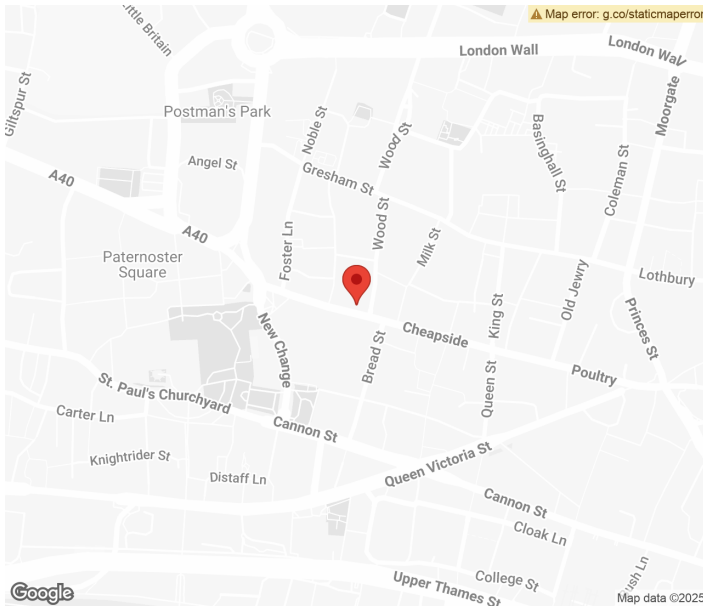 Map error: g.co/staticmaperror
Little Britain
London Wall
London Wall
Giltspur St
Moorgate
Postman's Park
Noble St
Wood St
Basinghall St
Coleman St
Angel St
Gresham St
A40
Wood St
A40
Milk St
Foster Ln
Paternoster
Square
Lothbury
Old Jewry
King St
Princes St
New Change
Cheapside
Bread St
Poultry
Queen St
St. Paul's Churchyard
Carter Ln
Cannon St
Knightrider St
Queen Victoria St
Distaff Ln
Cannon St
Cloak Ln
College St
Upper Thames St
ush Ln
Google
Map data ©2025